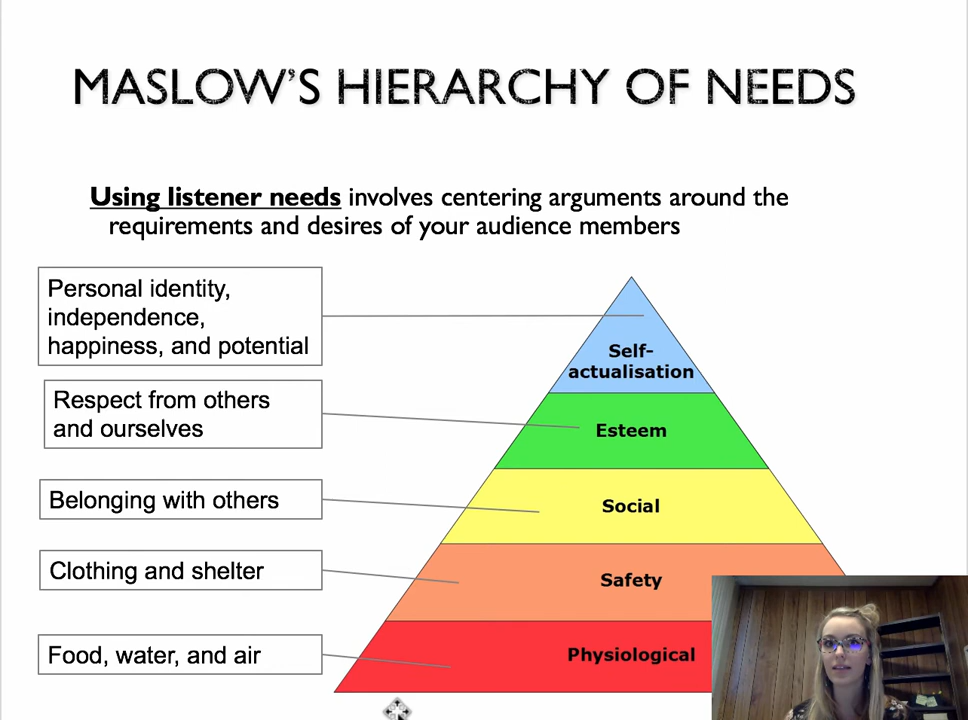 MASLOW'S HIERARCHY OF NEEDS
Using listener needs involves centering arguments around the
requirements and desires of your audience members
Personal identity,
independence,
happiness, and potential
Respect from others
and ourselves
Belonging with others
Clothing and shelter
Food, water, and air
Self-
actualisation
Esteem
Social
Safety
Physiological